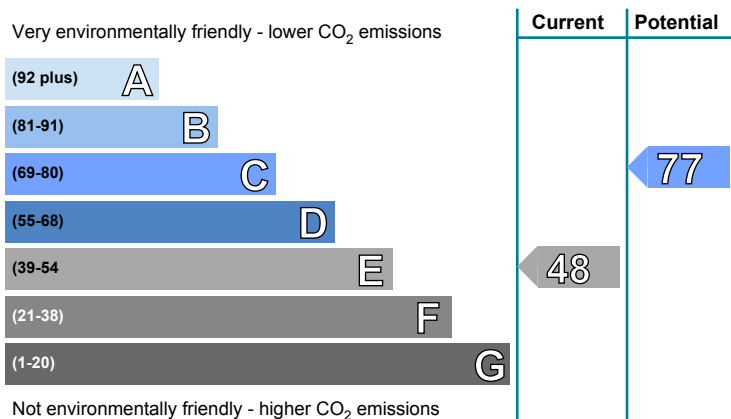 Very environmentally friendly - lower CO2 emissions
Current
Potential
(92 plus) A
(81-91) B
(69-80) C
77
(55-68) D
(39-54 E
48
(21-38) F
(1-20) G
Not environmentally friendly - higher CO2 emissions